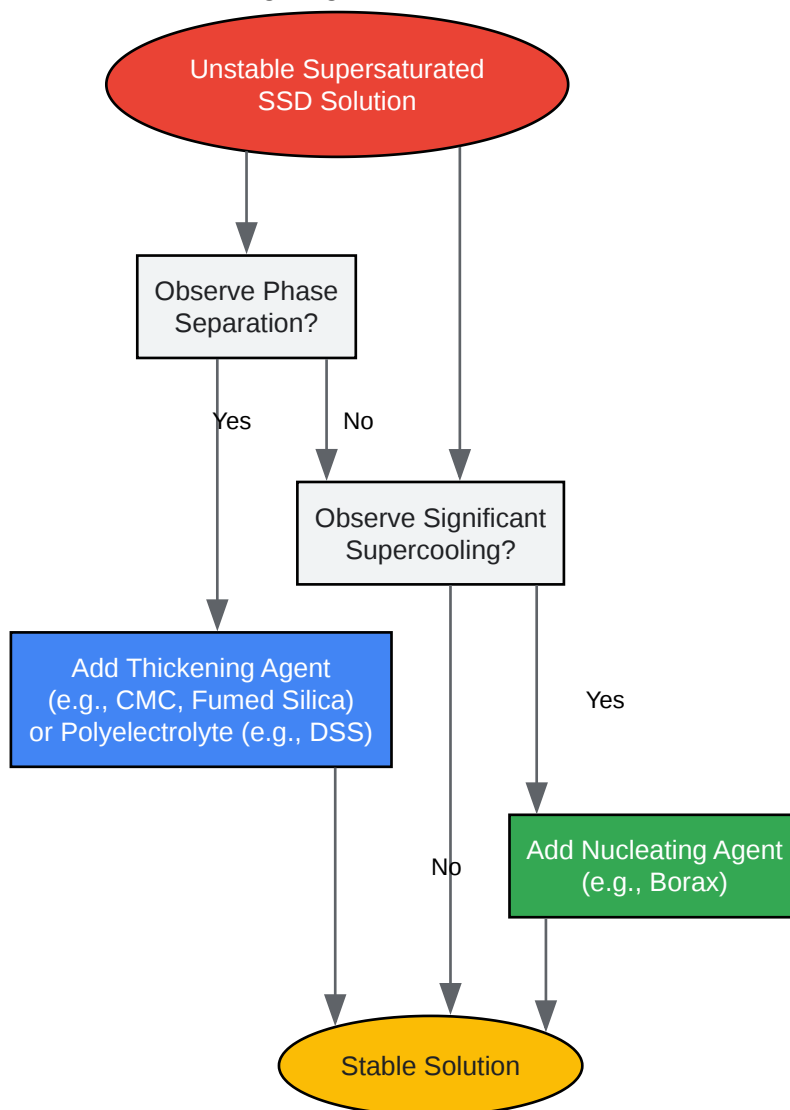 Unstable Supersaturated
SSD Solution
Observe Phase
Separation?
Yes
No
Observe Significant
Supercooling?
Add Thickening Agent
(e.g., CMC, Fumed Silica)
or Polyelectrolyte (e.g., DSS)
Yes
No
Add Nucleating Agent
(e.g., Borax)
Stable Solution